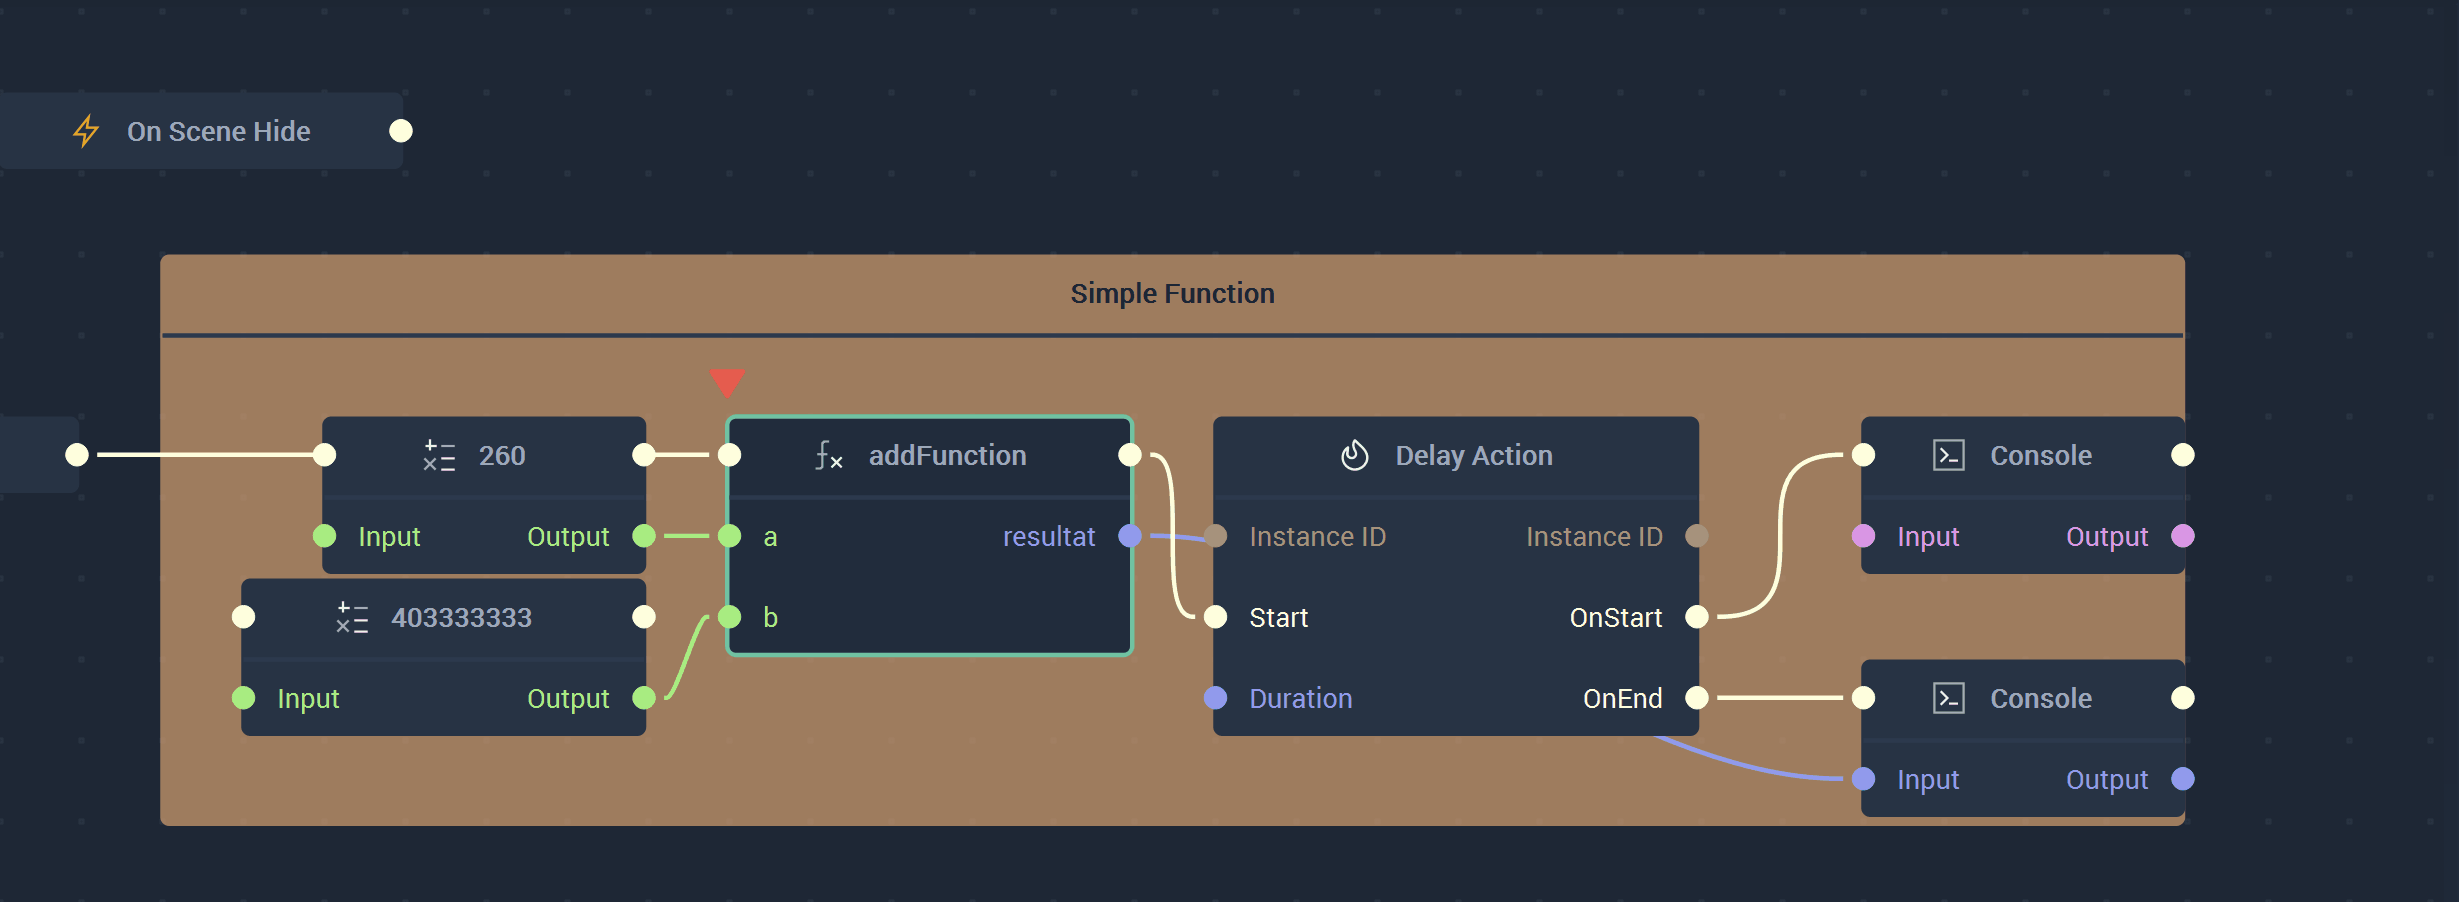 On Scene Hide
Simple Function
260
Input Output
403333333
Input Output
addFunction
a resultat
b
Delay Action
Instance ID Instance ID
Start OnStart
Duration OnEnd
Console
Input Output
Console
Input Output